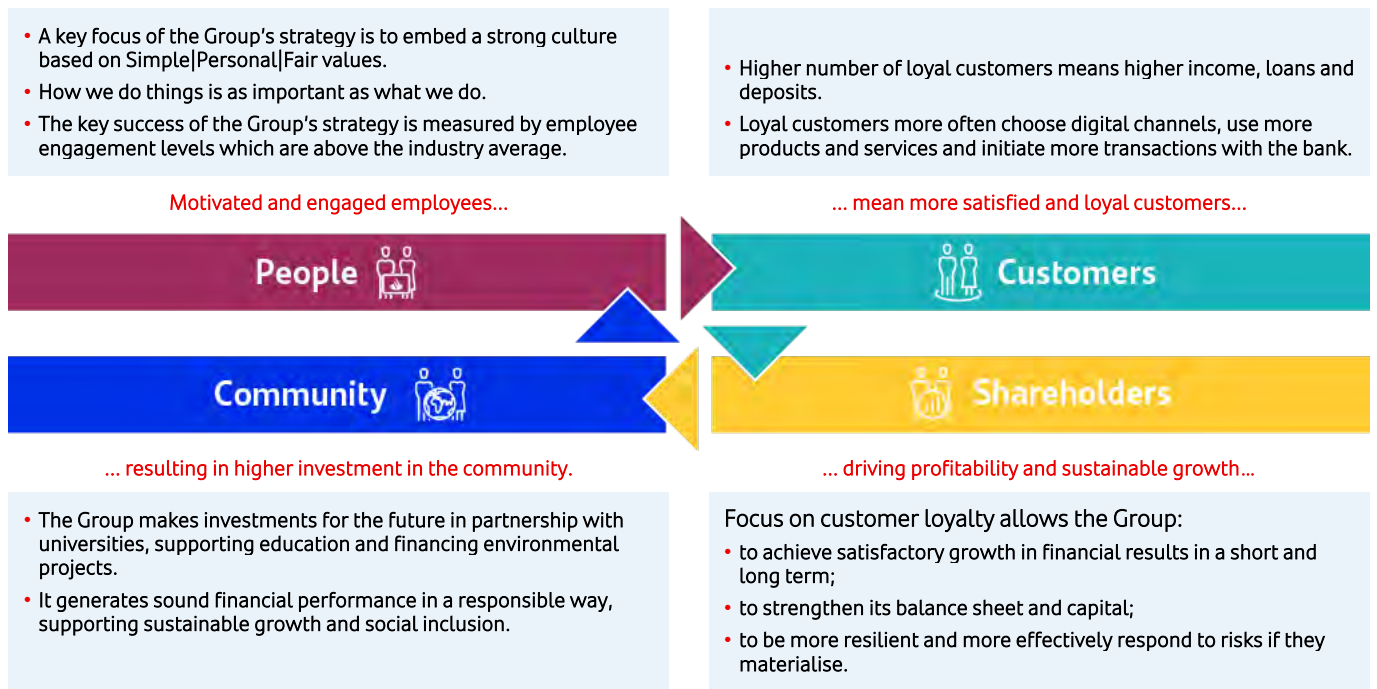 • A key focus of the Group's strategy is to embed a strong culture
based on Simple|Personal|Fair values.
• How we do things is as important as what we do.
• The key success of the Group's strategy is measured by employee
engagement levels which are above the industry average.
• Higher number of loyal customers means higher income, loans and
deposits.
• Loyal customers more often choose digital channels, use more
products and services and initiate more transactions with the bank.
Motivated and engaged employees...
... mean more satisfied and loyal customers...
People
Customers
Community
Shareholders
... resulting in higher investment in the community.
... driving profitability and sustainable growth...
• The Group makes investments for the future in partnership with
universities, supporting education and financing environmental
projects.
• It generates sound financial performance in a responsible way,
supporting sustainable growth and social inclusion.
Focus on customer loyalty allows the Group:
• to achieve satisfactory growth in financial results in a short and
long term;
• to strengthen its balance sheet and capital;
• to be more resilient and more effectively respond to risks if they
materialise.